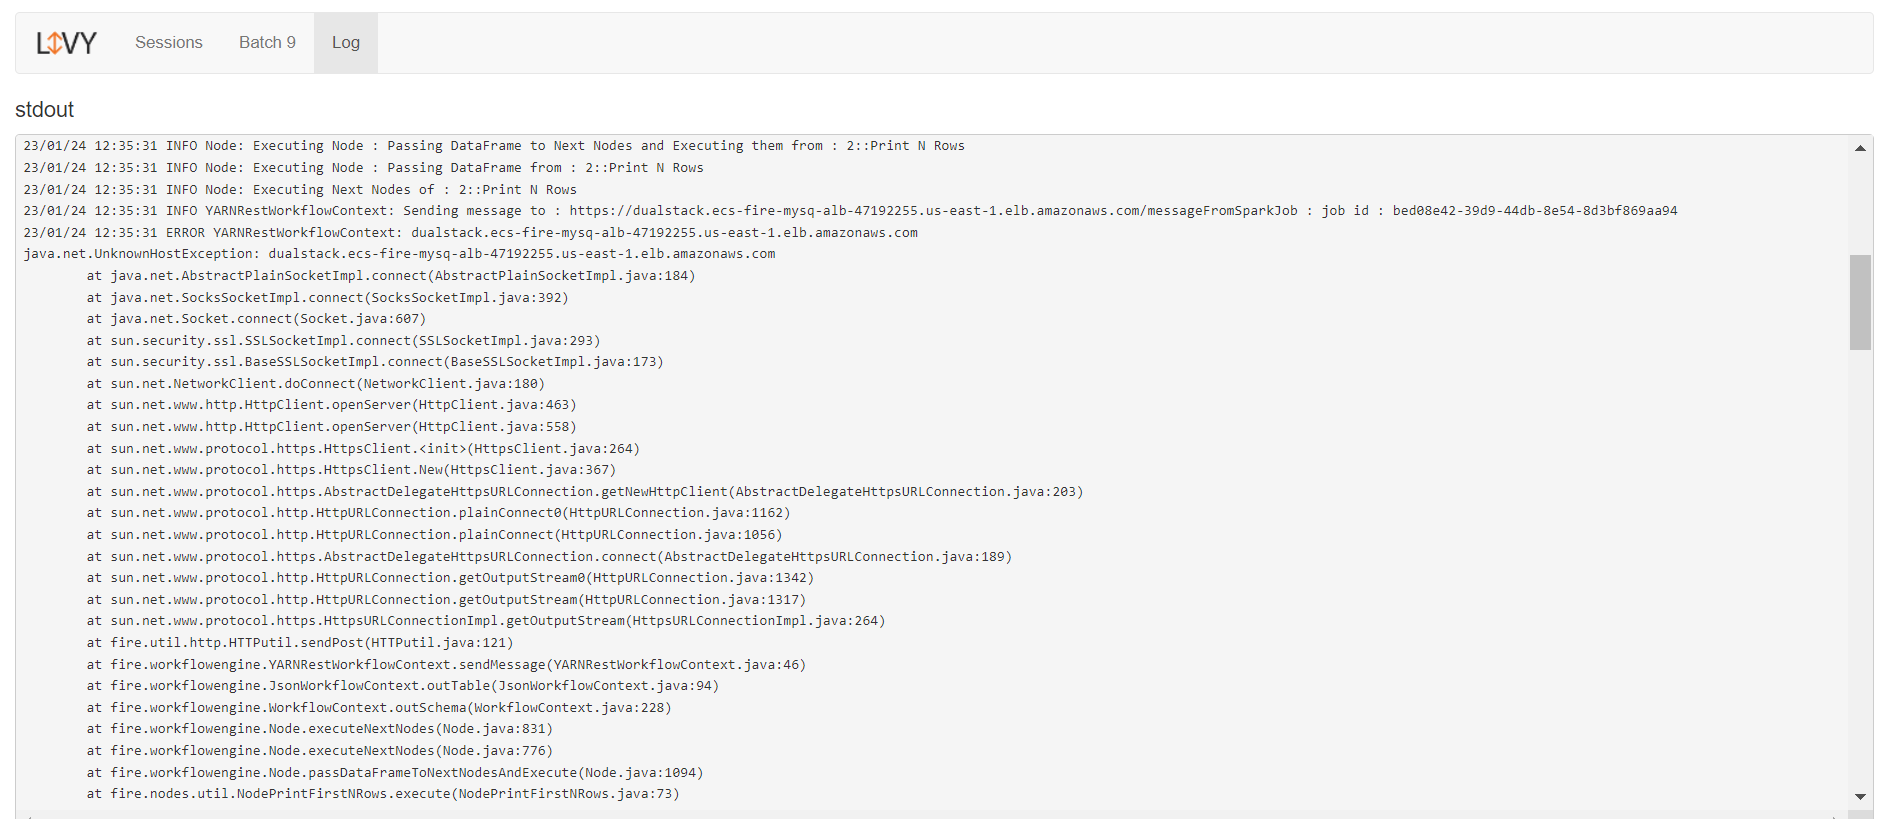 LIVY Sessions Batch 9 Log
stdout
23/01/24 12:35:31 INFO Node: Executing Node : Passing DataFrame to Next Nodes and Executing them from : 2::Print N Rows
23/01/24 12:35:31 INFO Node: Executing Node : Passing DataFrame from : 2::Print N Rows
23/01/24 12:35:31 INFO Node: Executing Next Nodes of : 2::Print N Rows
23/01/24 12:35:31 INFO YARNRestWorkflowContext: Sending message to : https://dualstack.ecs-fire-mysq-alb-47192255.us-east-1.elb.amazonaws.com/messageFromSparkJob : job id : bed08e42-39d9-44db-8e54-8d3bf869aa94
23/01/24 12:35:31 ERROR YARNRestWorkflowContext: dualstack.ecs-fire-mysq-alb-47192255.us-east-1.elb.amazonaws.com
java.net.UnknownHostException: dualstack.ecs-fire-mysq-alb-47192255.us-east-1.elb.amazonaws.com
at java.net.AbstractPlainSocketImpl.connect(AbstractPlainSocketImpl.java:184)
at java.net.SocksSocketImpl.connect(SocksSocketImpl.java:392)
at java.net.Socket.connect(Socket.java:607)
at sun.security.ssl.SSLSocketImpl.connect(SSLSocketImpl.java:293)
at sun.security.ssl.BaseSSLSocketImpl.connect(BaseSSLSocketImpl.java:173)
at sun.net.NetworkClient.doConnect(NetworkClient.java:180)
at sun.net.www.http.HttpClient.openServer(HttpClient.java:463)
at sun.net.www.http.HttpClient.openServer(HttpClient.java:558)
at sun.net.www.protocol.https.HttpsClient.<init>(HttpsClient.java:264)
at sun.net.www.protocol.https.HttpsClient.New(HttpsClient.java:367)
at sun.net.www.protocol.https.AbstractDelegateHttpsURLConnection.getNewHttpClient(AbstractDelegateHttpsURLConnection.java:203)
at sun.net.www.protocol.http.HttpURLConnection.plainConnect0(HttpURLConnection.java:1162)
at sun.net.www.protocol.http.HttpURLConnection.plainConnect(HttpURLConnection.java:1056)
at sun.net.www.protocol.https.AbstractDelegateHttpsURLConnection.connect(AbstractDelegateHttpsURLConnection.java:189)
at sun.net.www.protocol.http.HttpURLConnection.getOutputStream0(HttpURLConnection.java:1342)
at sun.net.www.protocol.http.HttpURLConnection.getOutputStream(HttpURLConnection.java:1317)
at sun.net.www.protocol.https.HttpsURLConnectionImpl.getOutputStream(HttpsURLConnectionImpl.java:264)
at fire.util.http.HTTPutil.sendPost(HTTPutil.java:121)
at fire.workflowengine.YARNRestWorkflowContext.sendMessage(YARNRestWorkflowContext.java:46)
at fire.workflowengine.JsonWorkflowContext.outTable(JsonWorkflowContext.java:94)
at fire.workflowengine.WorkflowContext.outSchema(WorkflowContext.java:228)
at fire.workflowengine.Node.executeNextNodes(Node.java:831)
at fire.workflowengine.Node.executeNextNodes(Node.java:776)
at fire.workflowengine.Node.passDataFrameToNextNodesAndExecute(Node.java:1094)
at fire.nodes.util.NodePrintFirstNRows.execute(NodePrintFirstNRows.java:73)